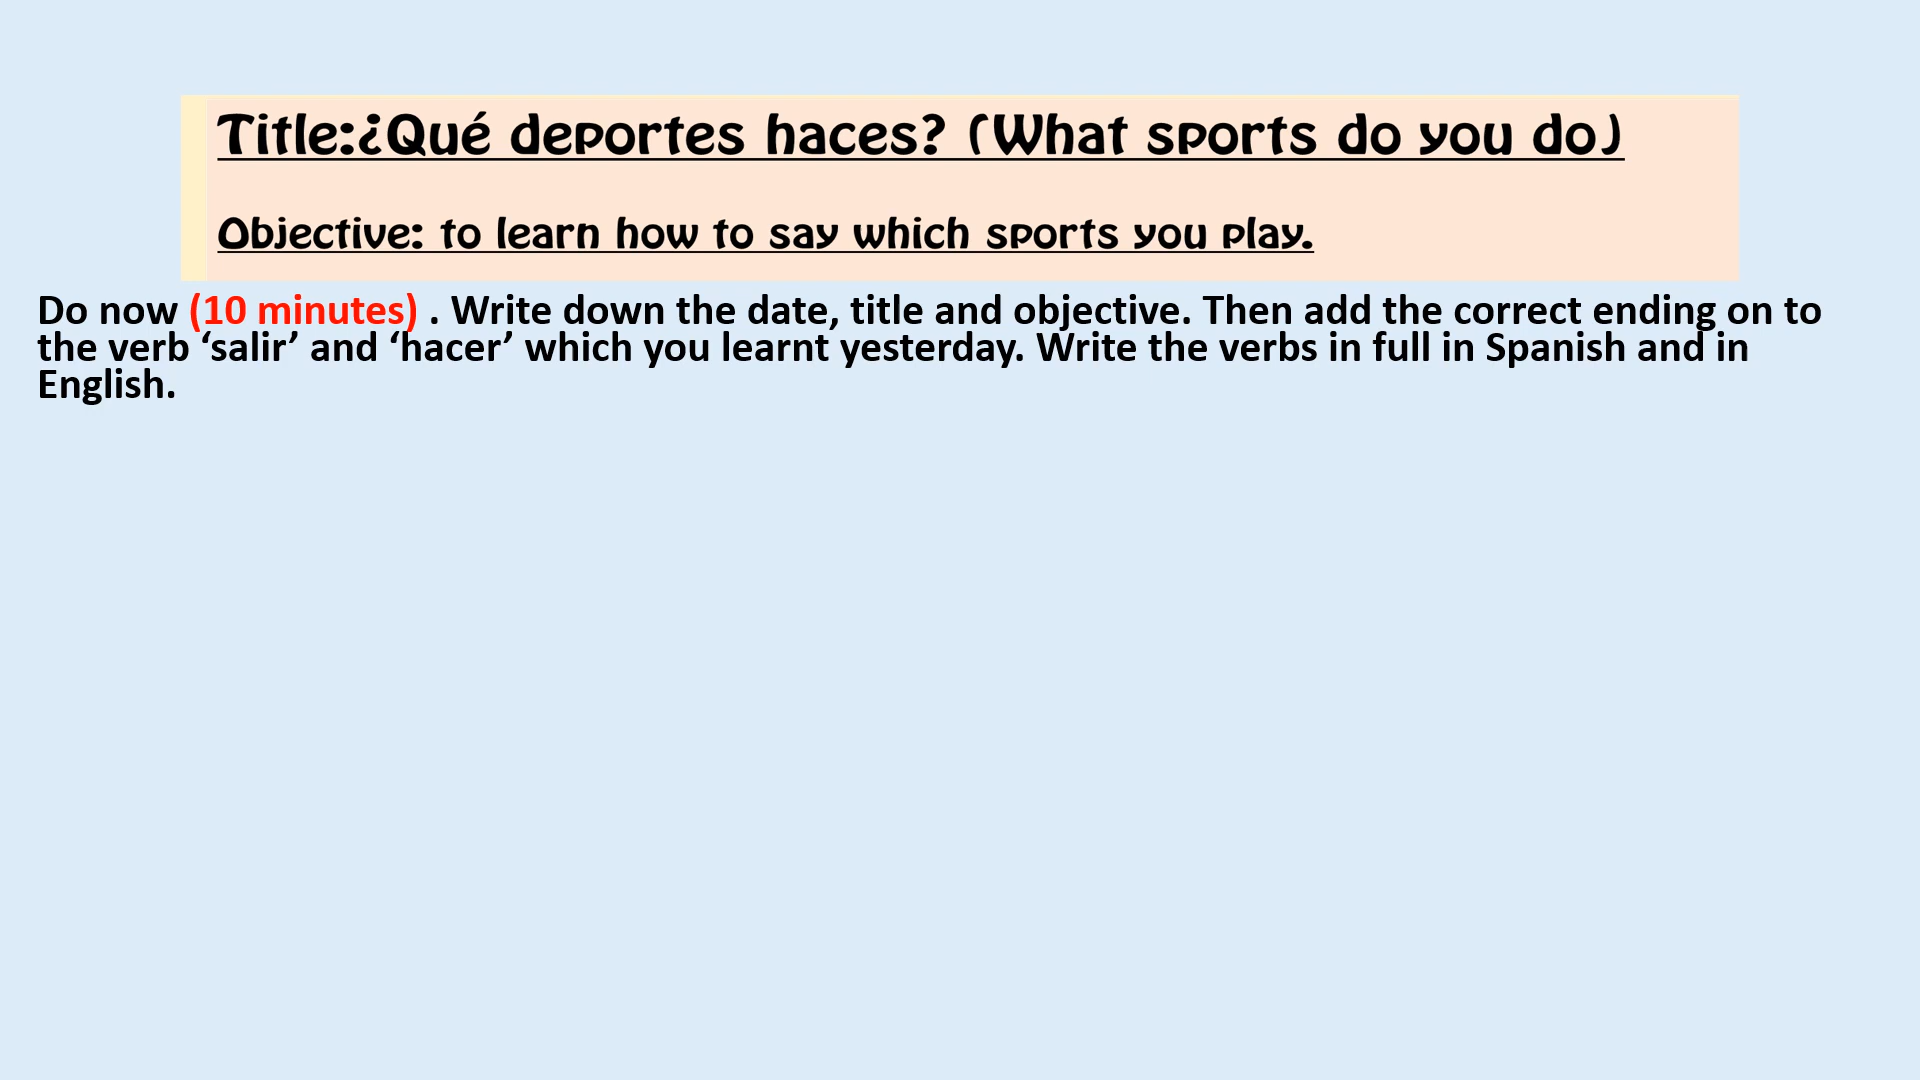 Title:¿Qué deportes haces? (What sports do you do)
Objective: to learn how to say which sports you play.
Do now (10 minutes) . Write down the date, title and objective. Then add the correct ending on to
the verb ‘salir’ and ‘hacer’ which you learnt yesterday. Write the verbs in full in Spanish and in
English.